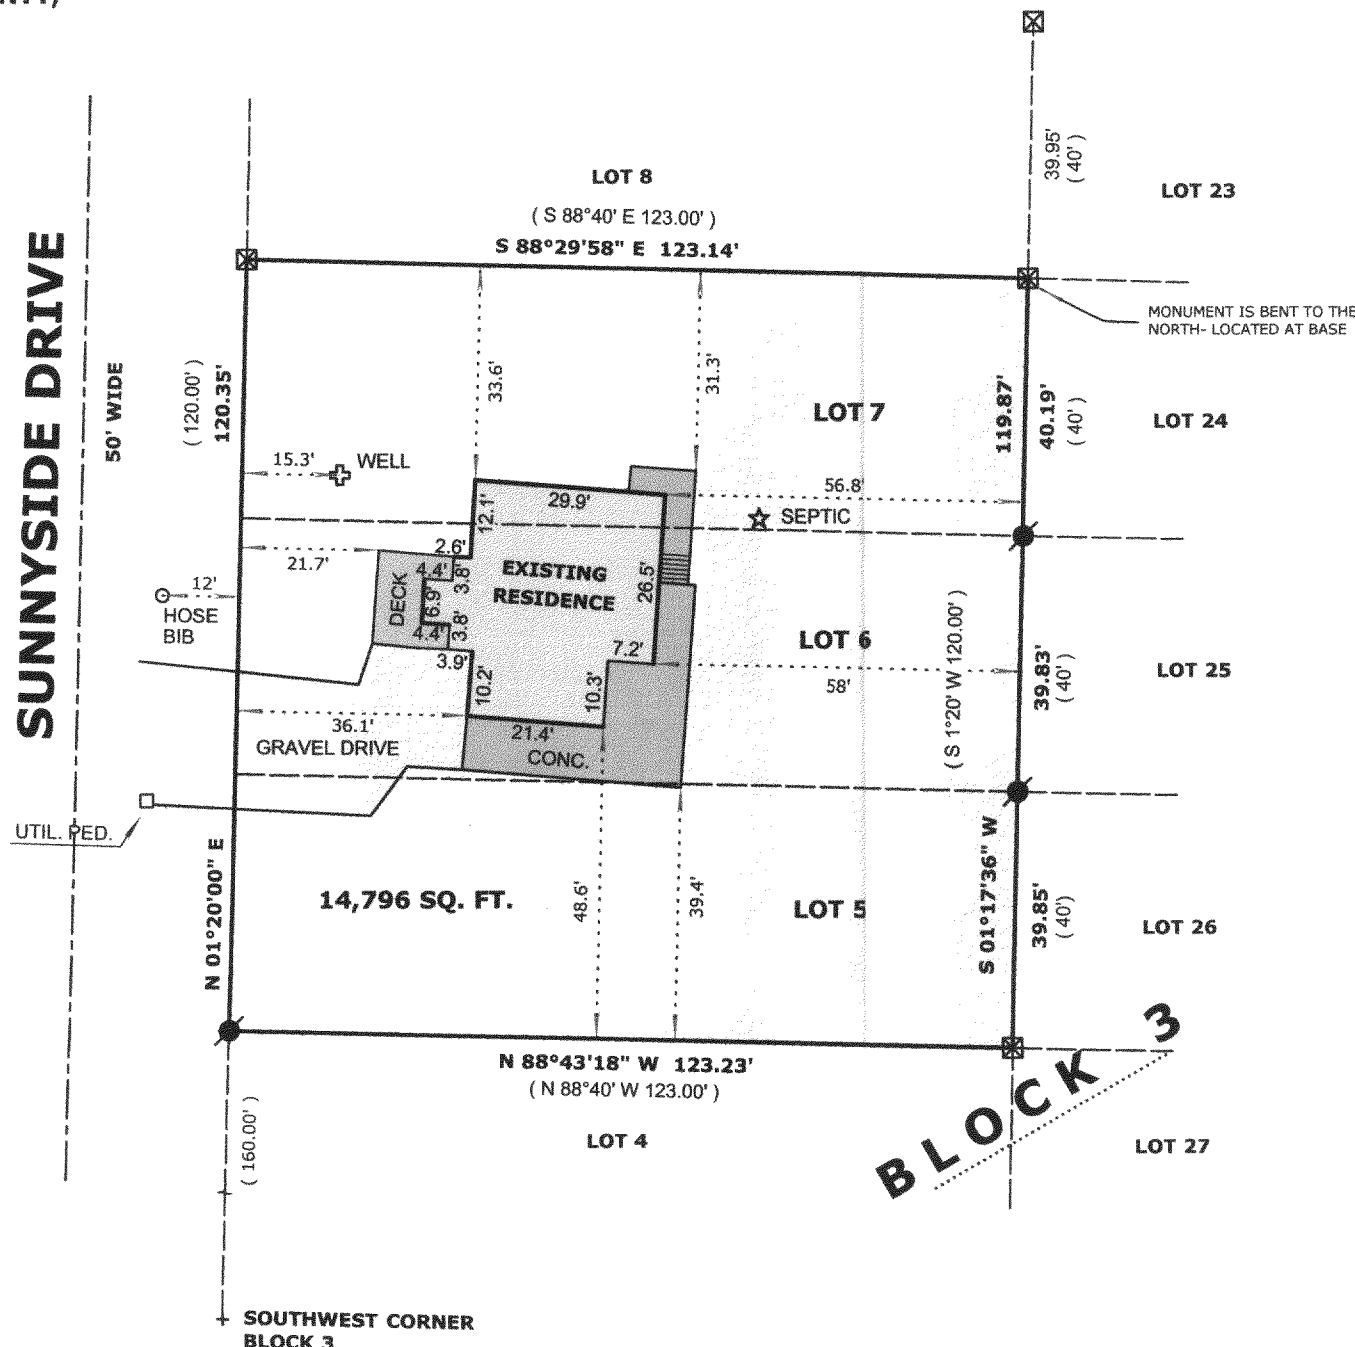 39.95'
( 40' )
LOT 8
LOT 23
( S 88°40' E 123.00' )
S 88°29'58" E 123.14'
SUNNYSIDE DRIVE
50' WIDE
MONUMENT IS BENT TO THE
NORTH- LOCATED AT BASE
( 120.00' )
120.35'
33.6'
31.3'
LOT 7
119.87'
40.19'
( 40' )
LOT 24
15.3'
WELL
29.9'
56.8'
12.1'
SEPTIC
21.7'
2.6'
4.4'
3.8'
EXISTING
RESIDENCE
26.5'
12'
HOSE
BIB
DECK
6.9'
4.4'
3.8'
3.9'
7.2'
LOT 6
58'
( S 1°20' W 120.00' )
39.83'
( 40' )
LOT 25
10.2'
10.3'
36.1'
GRAVEL DRIVE
21.4'
CONC.
UTIL. PED.
N 01°20'00" E
14,796 SQ. FT.
48.6'
39.4'
LOT 5
S 01°17'36" W
39.85'
( 40')
LOT 26
N 88°43'18" W 123.23'
( N 88°40' W 123.00' )
BLOCK 3
( 160.00' )
LOT 4
LOT 27
SOUTHWEST CORNER
BLOCK 3